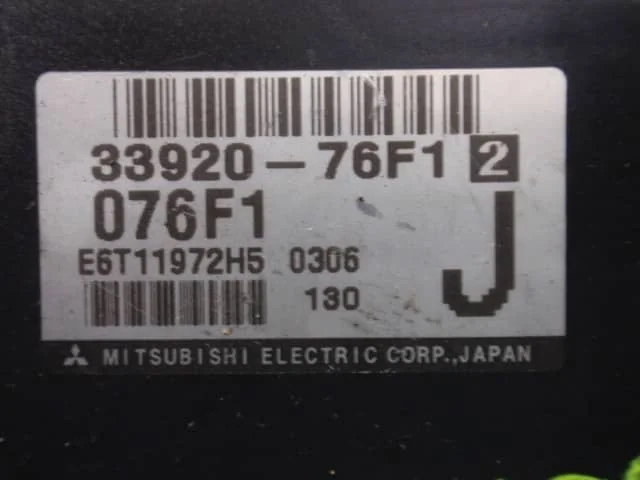 33920-76F1 2
076F1
J
E6T11972H5 0306
130
MITSUBISHI ELECTRIC CORP.,JAPAN